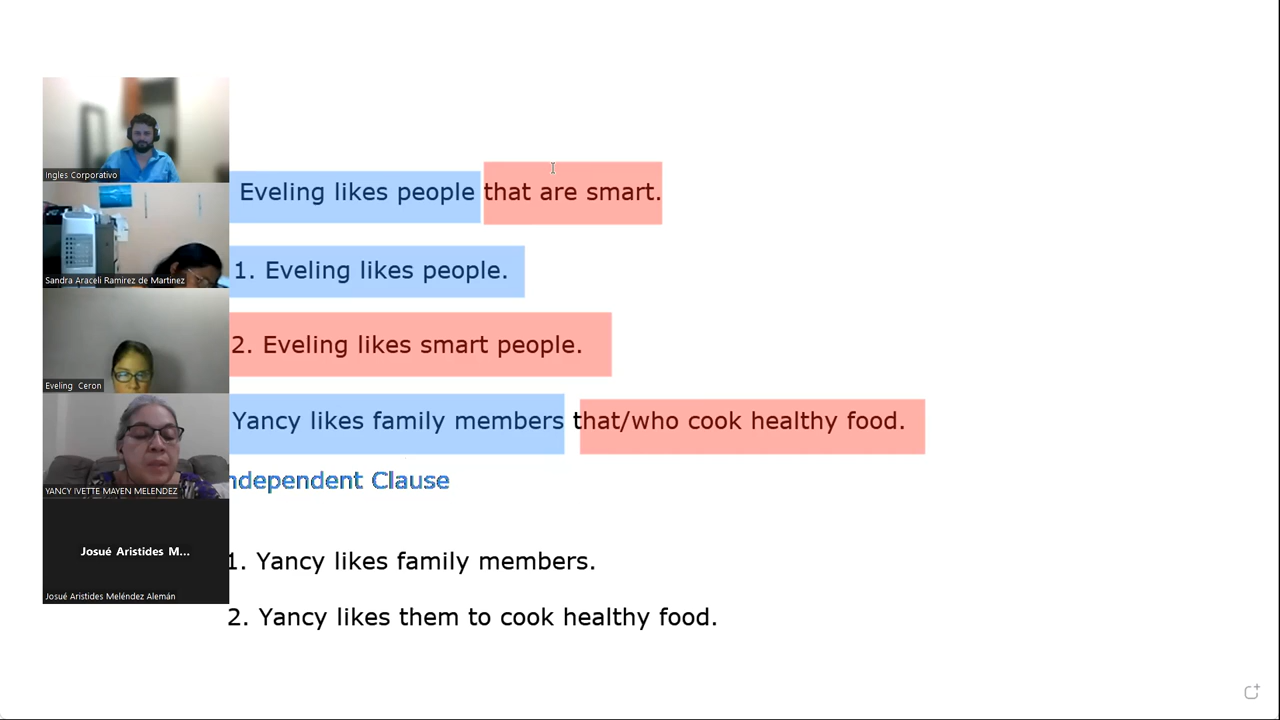 Ingles Corporativo
Eveling likes people that are smart.
1. Eveling likes people.
Sandra Araceli Ramirez de Martinez
2. Eveling likes smart people.
Eveling Ceron
Yancy likes family members that/who cook healthy food.
ndependent Clause
YANCY IVETTE MAYEN MELENDEZ
Josué Aristides M...
1. Yancy likes family members.
Josué Aristides Meléndez Alemán
2. Yancy likes them to cook healthy food.